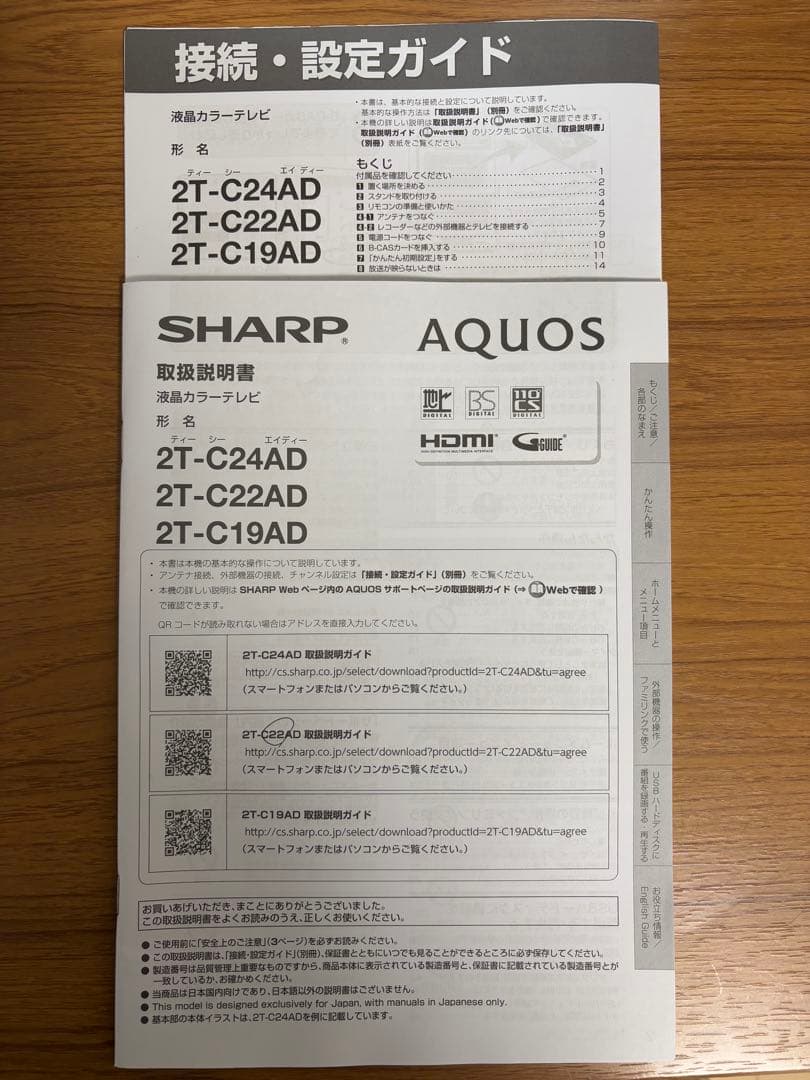 接続・設定ガイド
液晶カラーテレビ
形 名
ティー シー エイ ディー
2T-C24AD
2T-C22AD
2T-C19AD
・本書は、基本的な接続と設定について説明しています。
基本的な操作方法は「取扱説明書」(別冊)をご確認ください。
・本機の詳しい説明は取扱説明ガイド(Webで確認)で確認できます。
取扱説明ガイド(Webで確認)のリンク先については、「取扱説明書」
(別冊)表紙をご覧ください。
もくじ
付属品を確認してください 1
1 置く場所を決める 2
2 スタンドを取り付ける 3
3 リモコンの準備と使いかた 4
4-1 アンテナをつなぐ 5
4-2 レコーダーなどの外部機器とテレビを接続する 7
5 電源コードをつなぐ 9
6 B-CASカードを挿入する 10
7 「かんたん初期設定」をする 11
8 放送が映らないときは 14
SHARP®
AQUOS
取扱説明書
液晶カラーテレビ
形 名
ティー シー エイディー
2T-C24AD
2T-C22AD
2T-C19AD
地上 DIGITAL
BS DIGITAL
110 CS DIGITAL
HDMI®
HIGH-DEFINITION MULTIMEDIA INTERFACE
G-GUIDE®
・本書は本機の基本的な操作について説明しています。
・アンテナ接続、外部機器の接続、チャンネル設定は「接続・設定ガイド」(別冊)をご覧ください。
・本機の詳しい説明は SHARP Web ページ内の AQUOS サポートページの取扱説明ガイド(⇒ Webで確認)
で確認できます。
QR コードが読み取れない場合はアドレスを直接入力してください。
2T-C24AD 取扱説明ガイド
http://cs.sharp.co.jp/select/download?productId=2T-C24AD&tu=agree
(スマートフォンまたはパソコンからご覧ください。)
2T-C22AD 取扱説明ガイド
http://cs.sharp.co.jp/select/download?productId=2T-C22AD&tu=agree
(スマートフォンまたはパソコンからご覧ください。)
2T-C19AD 取扱説明ガイド
http://cs.sharp.co.jp/select/download?productId=2T-C19AD&tu=agree
(スマートフォンまたはパソコンからご覧ください。)
お買いあげいただき、まことにありがとうございました。
この取扱説明書をよくお読みのうえ、正しくお使いください。
● ご使用前に「安全上のご注意」(3ページ)を必ずお読みください。
● この取扱説明書は、「接続・設定ガイド」(別冊)、保証書とともにいつでも見ることができるところに必ず保存してください。
● 製造番号は品質管理上重要なものですから、商品本体に表示されている製造番号と、保証書に記載されている製造番号とが
一致しているか、お確かめください。
● 当商品は日本国内向けであり、日本語以外の説明書はございません。
● This model is designed exclusively for Japan, with manuals in Japanese only.
● 基本部の本体イラストは、2T-C24ADを例に記載しています。
もくじ/ご注意/
各部のなまえ
かんたん操作
ホームメニューと
メニュー項目
外部機器の操作/
ファミリンクで使う
USBハードディスクに
番組を録画する・再生する
お役立ち情報/
English Guide